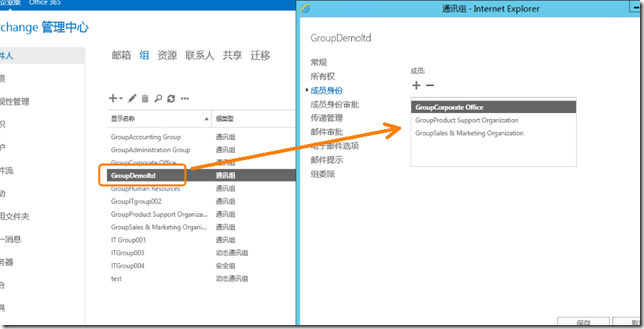 企业版 Office 365
xchange 管理中心
件人
邮箱 组 资源 联系人 共享 迁移
规性管理
织
护
件流
动
用文件夹
一消息
务器
合
具
显示名称 组类型
GroupAccounting Group 通讯组
GroupAdministration Group 通讯组
GroupCorporate Office 通讯组
GroupDemoltd 通讯组
GroupHuman Resources 通讯组
GroupITgroup002 通讯组
GroupProduct Support Organiza... 通讯组
GroupSales & Marketing Organi... 通讯组
IT Group001 通讯组
ITGroup003 动态通讯组
ITGroup004 安全组
test 动态通讯组
通讯组 - Internet Explorer
GroupDemoltd
常规
所有权
成员身份
成员身份审批
传递管理
邮件审批
电子邮件选项
邮件提示
组委派
成员:
GroupCorporate Office
GroupProduct Support Organization
GroupSales & Marketing Organization
保存